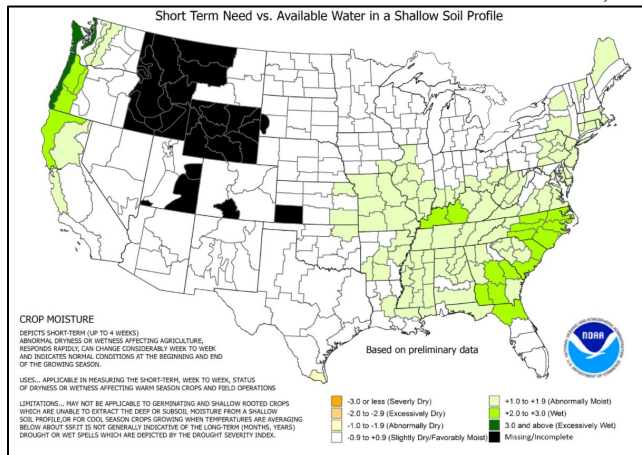 Short Term Need vs. Available Water in a Shallow Soil Profile
CROP MOISTURE
DEPICTS SHORT-TERM (UP TO 4 WEEKS)
ABNORMAL DRYNESS OR WETNESS AFFECTING AGRICULTURE,
RESPONDS RAPIDLY, CAN CHANGE CONSIDERABLY WEEK TO WEEK
AND INDICATES NORMAL CONDITIONS AT THE BEGINNING AND END
OF THE GROWING SEASON.
USES... APPLICABLE IN MEASURING THE SHORT-TERM, WEEK TO WEEK, STATUS
OF DRYNESS OR WETNESS AFFECTING WARM SEASON CROPS AND FIELD OPERATIONS
LIMITATIONS... MAY NOT BE APPLICABLE TO GERMINATING AND SHALLOW ROOTED CROPS
WHICH ARE UNABLE TO EXTRACT THE DEEP OR SUBSOIL MOISTURE FROM A SHALLOW
SOIL PROFILE,OR FOR COOL SEASON CROPS GROWING WHEN TEMPERATURES ARE AVERAGING
BELOW ABOUT 55F.IT IS NOT GENERALLY INDICATIVE OF THE LONG-TERM (MONTHS, YEARS)
DROUGHT OR WET SPELLS WHICH ARE DEPICTED BY THE DROUGHT SEVERITY INDEX.
Based on preliminary data
-3.0 or less (Severly Dry)
-2.0 to -2.9 (Excessively Dry)
-1.0 to -1.9 (Abnormally Dry)
-0.9 to +0.9 (Slightly Dry/Favorably Moist)
+1.0 to +1.9 (Abnormally Moist)
+2.0 to +3.0 (Wet)
3.0 and above (Excessively Wet)
Missing/Incomplete
NOAA